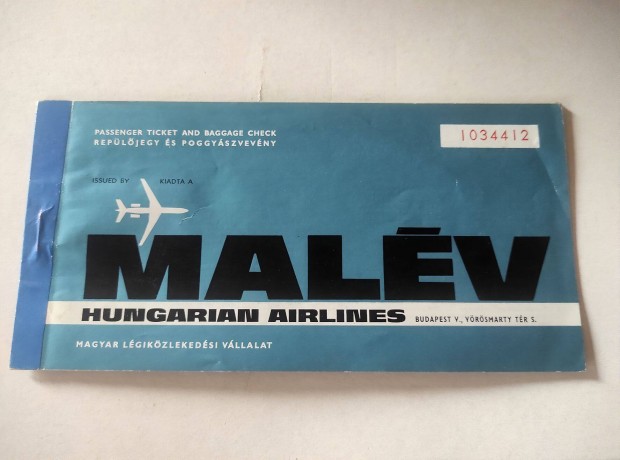 PASSENGER TICKET AND BAGGAGE CHECK
REPÜLŐJEGY ÉS POGGYÁSZVEVÉNY
1034412
ISSUED BY KIADTA A
MALÉV
HUNGARIAN AIRLINES BUDAPEST V., VÖRÖSMARTY TÉR 5.
MAGYAR LÉGIKÖZLEKEDÉSI VÁLLALAT